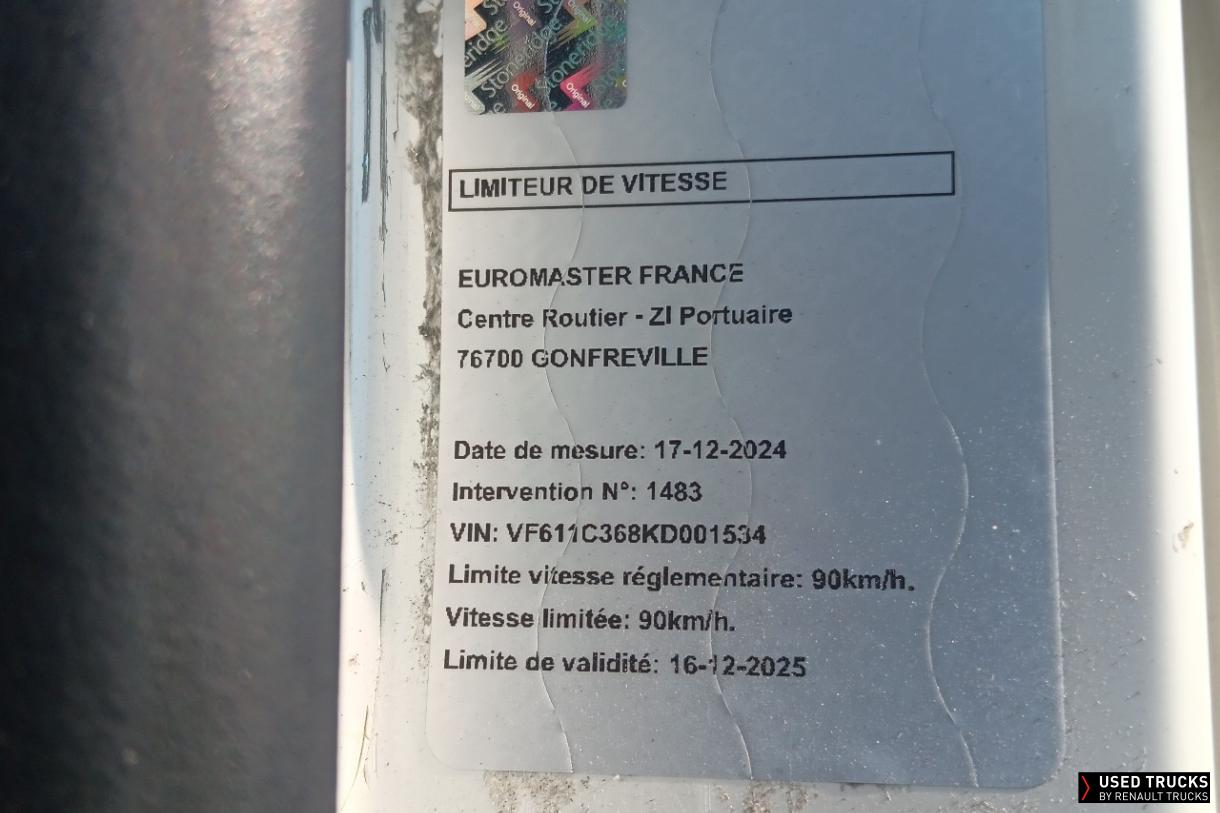 Stoneridge
Original
LIMITEUR DE VITESSE
EUROMASTER FRANCE
Centre Routier - ZI Portuaire
76700 GONFREVILLE
Date de mesure: 17-12-2024
Intervention N°: 1483
VIN: VF611C368KD001534
Limite vitesse réglementaire: 90km/h.
Vitesse limitée: 90km/h.
Limite de validité: 16-12-2025
USED TRUCKS
BY RENAULT TRUCKS